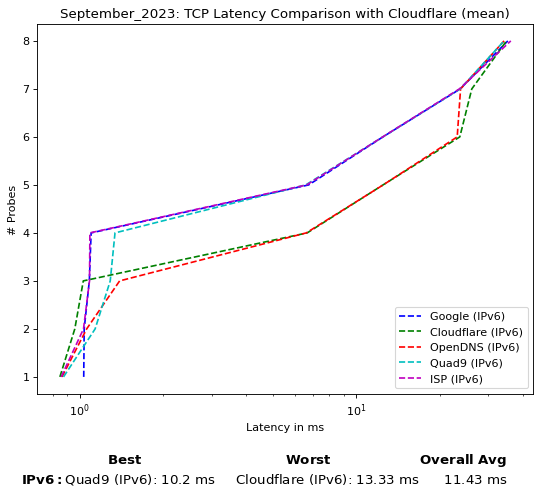 September_2023: TCP Latency Comparison with Cloudflare (mean)
# Probes
8
7
6
5
4
3
2
1
10⁰
10¹
Latency in ms
Google (IPv6)
Cloudflare (IPv6)
OpenDNS (IPv6)
Quad9 (IPv6)
ISP (IPv6)
Best Worst Overall Avg
IPv6: Quad9 (IPv6): 10.2 ms Cloudflare (IPv6): 13.33 ms 11.43 ms